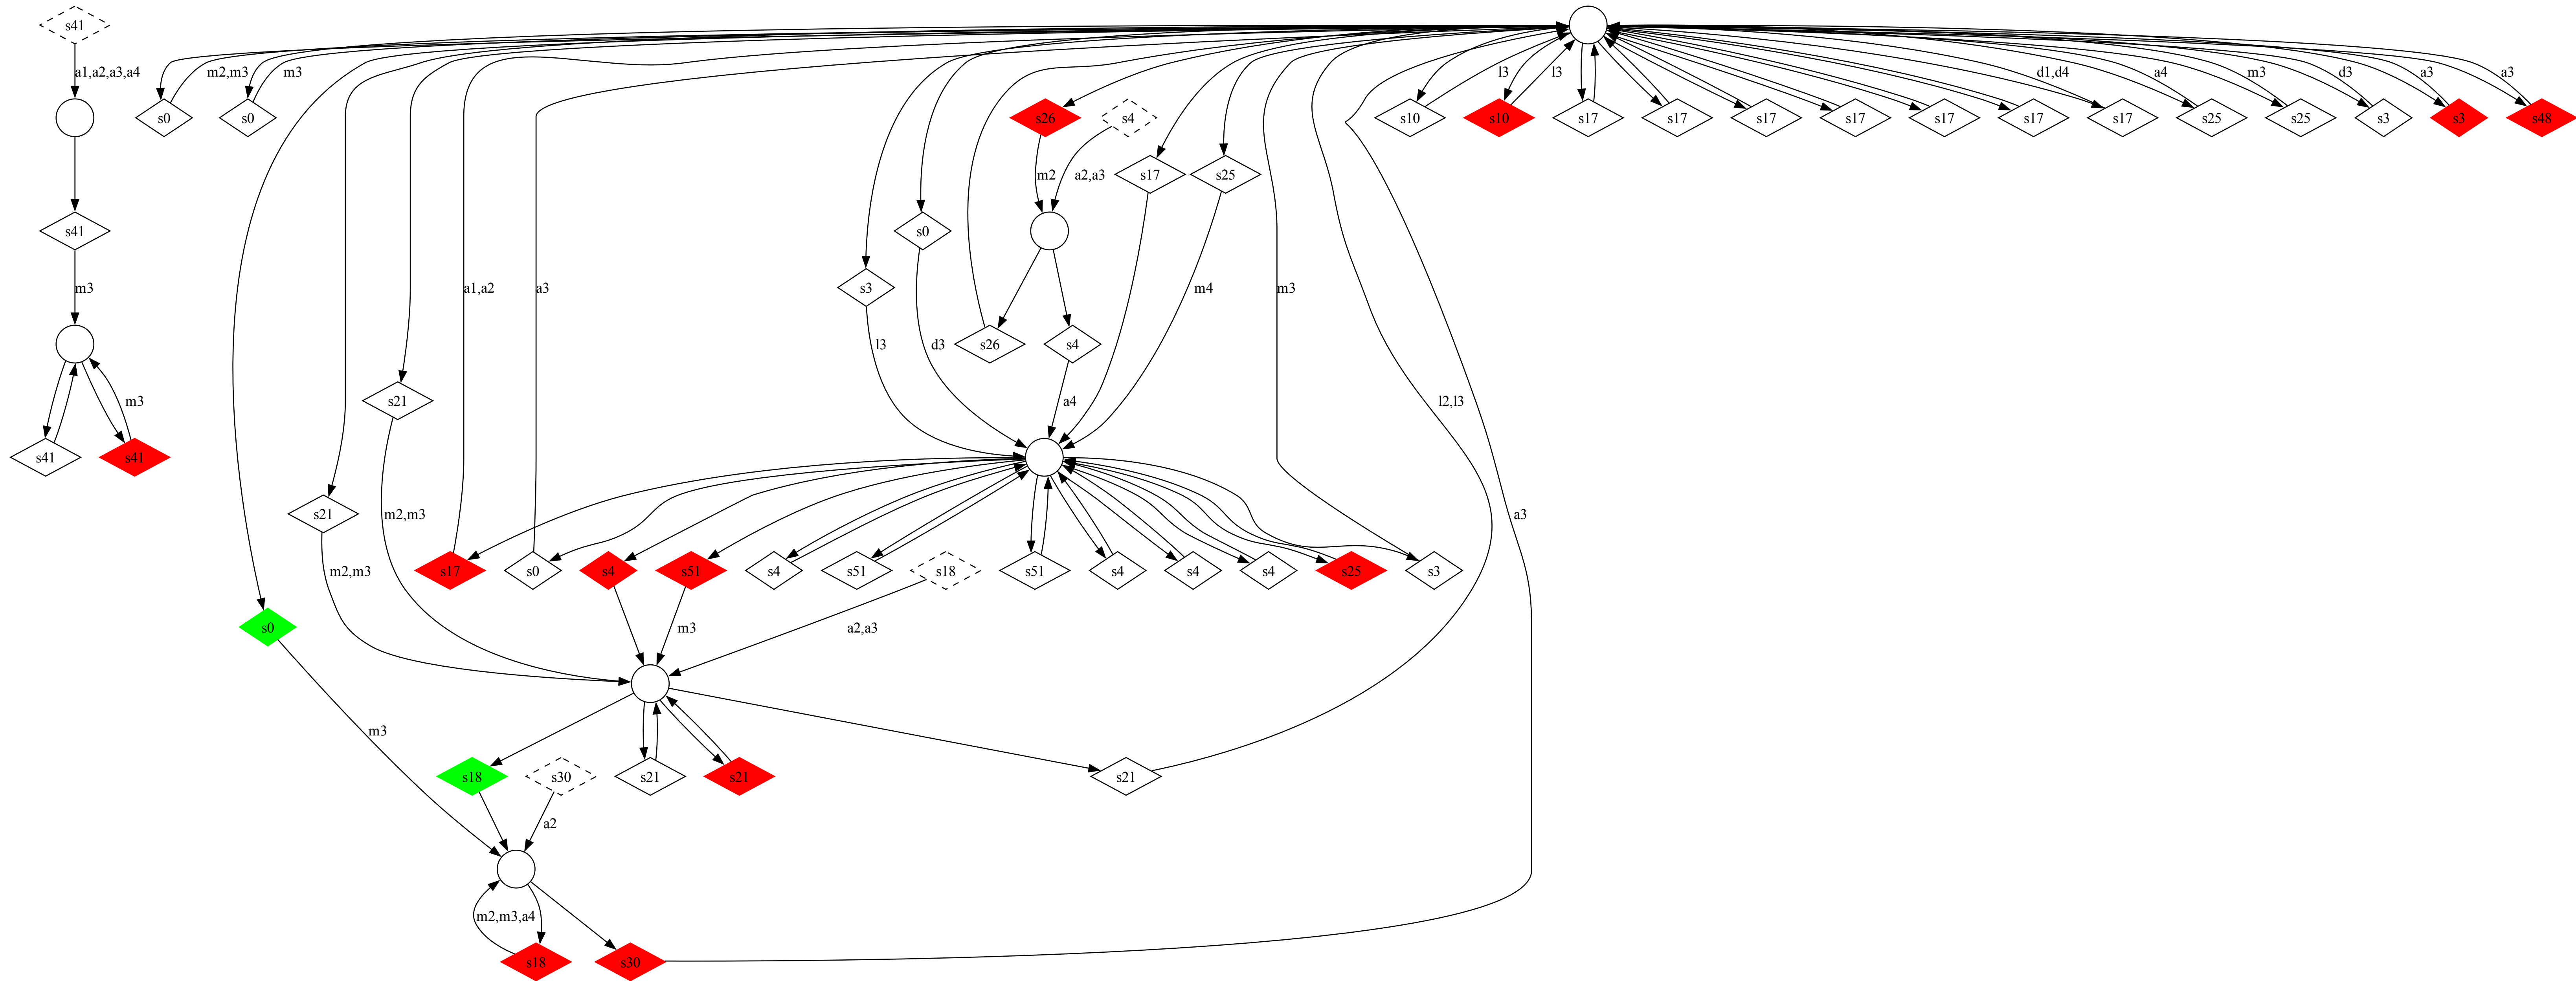 s41
a1,a2,a3,a4
m2,m3
m3
l3
l3
d1,d4
a4
m3
d3
a3
a3
s0
s0
s26
s4
s10
s10
s17
s17
s17
s17
s17
s17
s17
s25
s25
s3
s3
s48
m2
a2,a3
s17
s25
s41
s0
m3
a1,a2
a3
s3
m4
m3
l3
d3
s26
s4
s21
a4
l2,l3
s41
s41
m3
s21
m2,m3
a3
m2,m3
s17
s0
s4
s51
s4
s51
s18
s51
s4
s4
s4
s25
s3
s0
m3
a2,a3
m3
s18
s30
s21
s21
s21
a2
m2,m3,a4
s18
s30